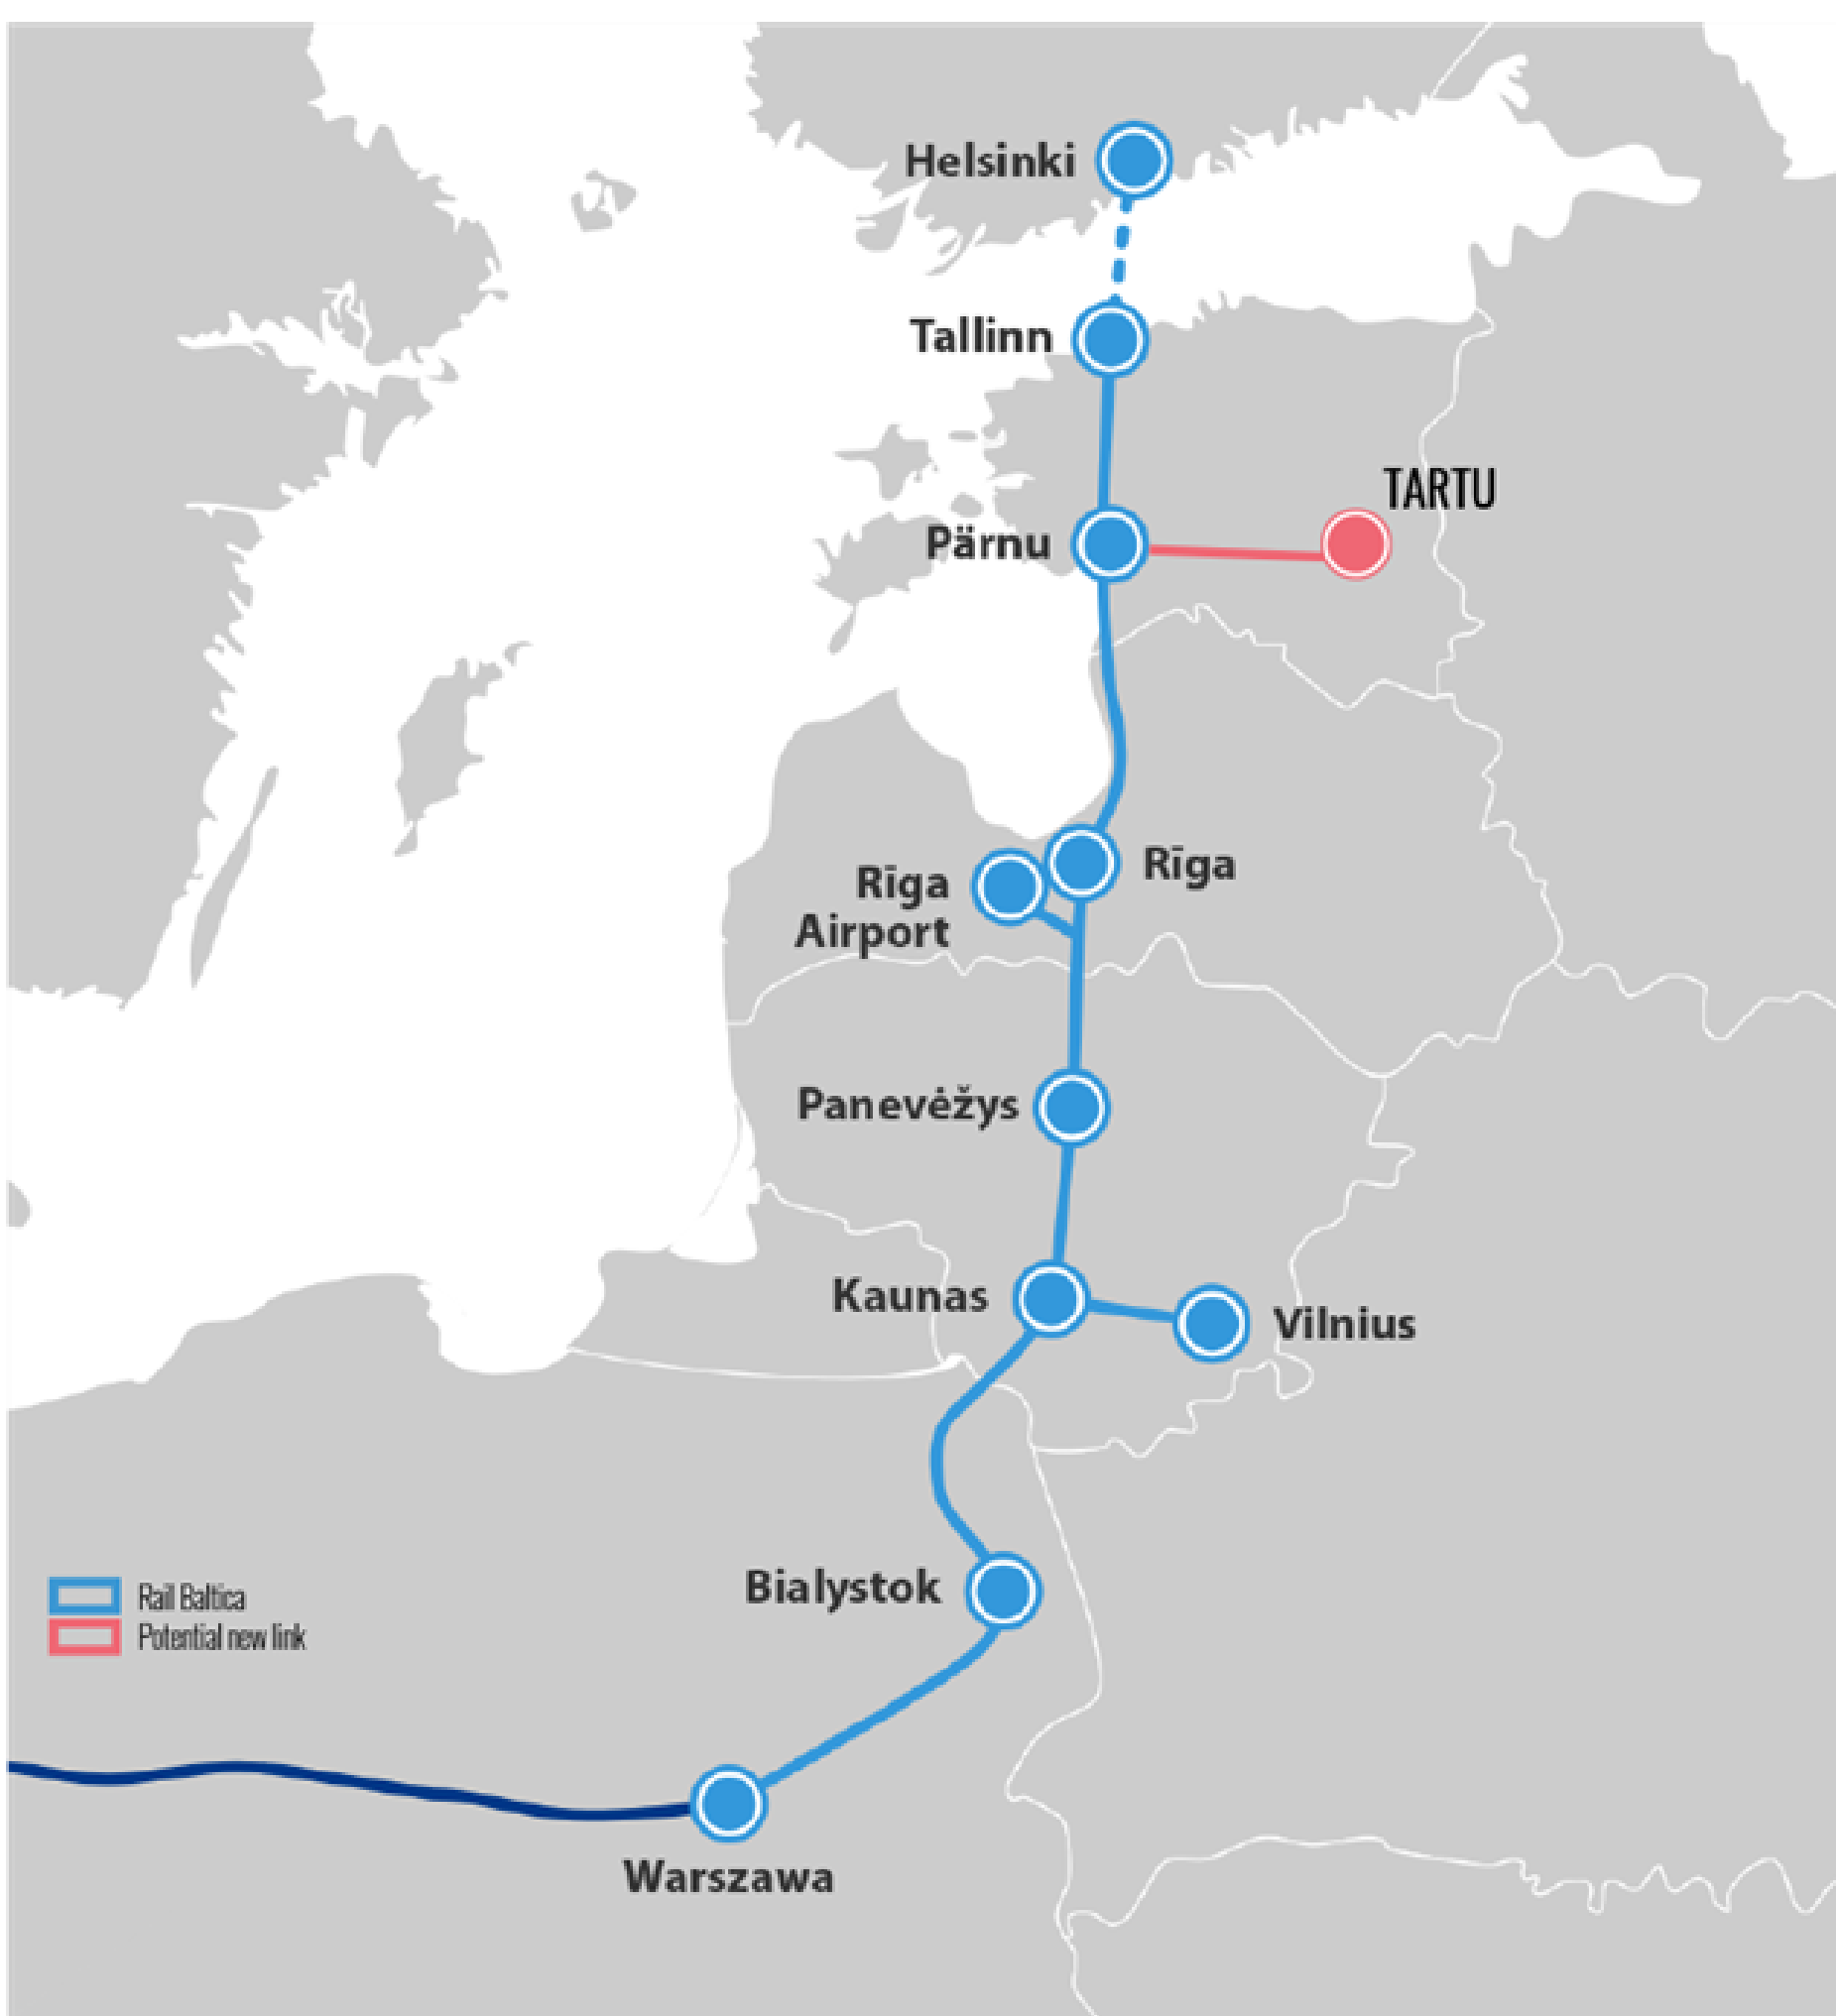 Helsinki
Tallinn
TARTU
Pärnu
Rīga
Rīga
Airport
Panevėžys
Kaunas
Vilnius
Bialystok
Rail Baltica
Potential new link
Warszawa